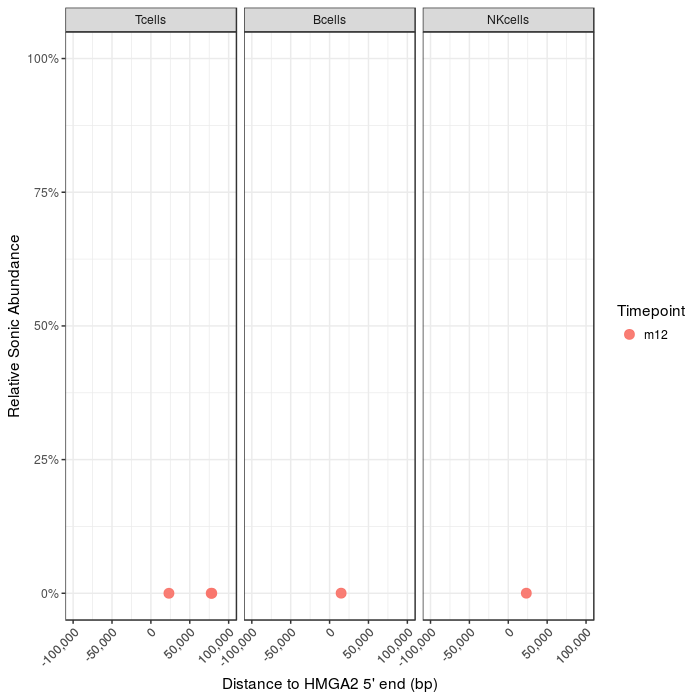 Tcells
Bcells
NKcells
100%
75%
50%
25%
0%
Relative Sonic Abundance
-100,000
-50,000
0
50,000
100,000
-100,000
-50,000
0
50,000
100,000
-100,000
-50,000
0
50,000
100,000
Distance to HMGA2 5' end (bp)
Timepoint
m12